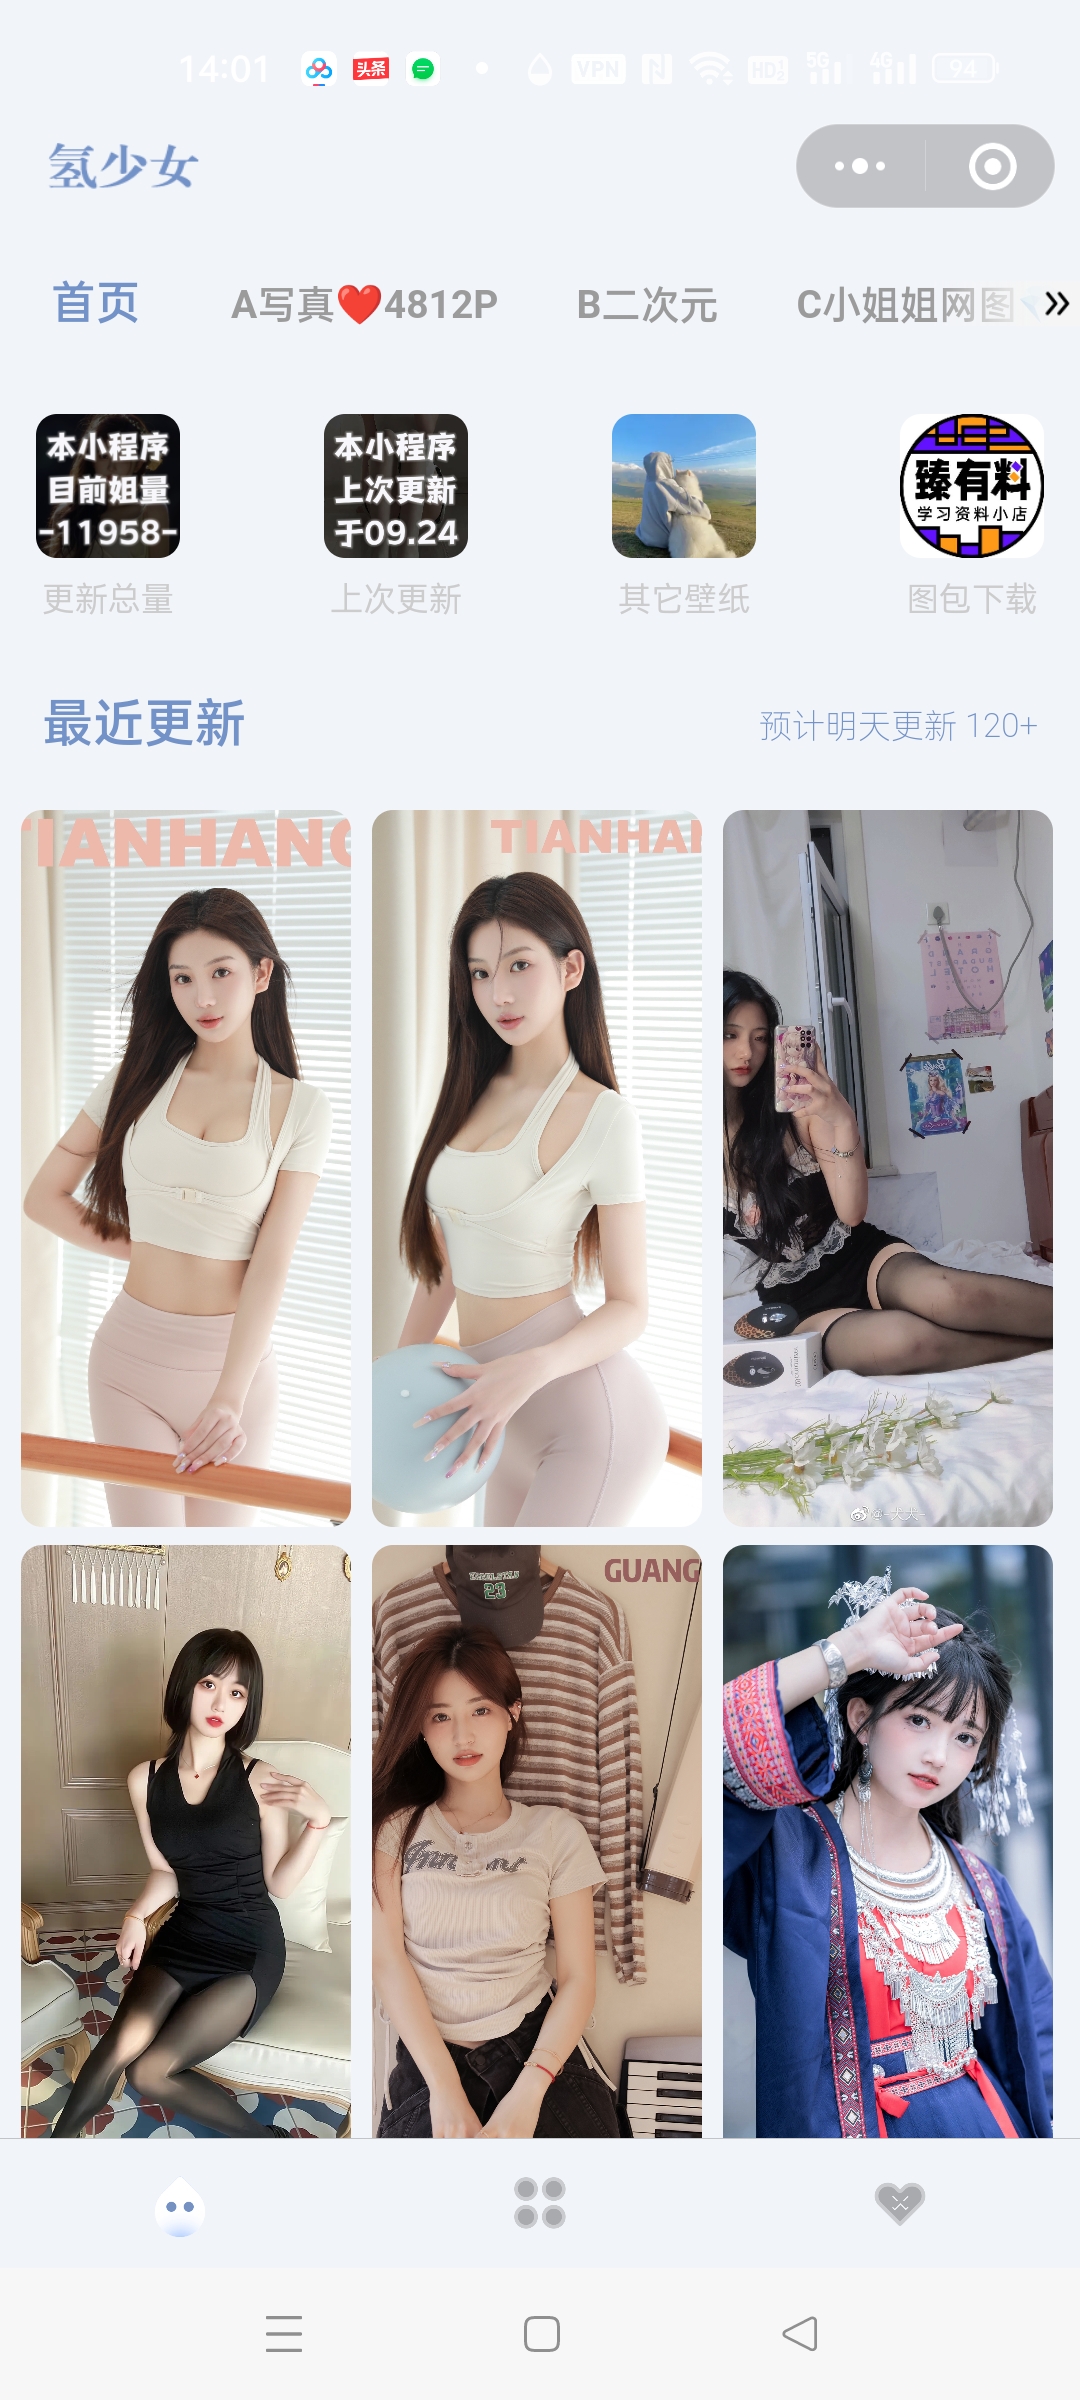 14:01
头条
VPN
HD
5G
4G
94
氢少女
首页
A写真❤️4812P
B二次元
C小姐姐网图
本小程序
目前姐量
-11958-
本小程序
上次更新
于09.24
臻有料
学习资料小店
更新总量
上次更新
其它壁纸
图包下载
最近更新
预计明天更新 120+
TIANHANG
TIANHAN
GUANG
23